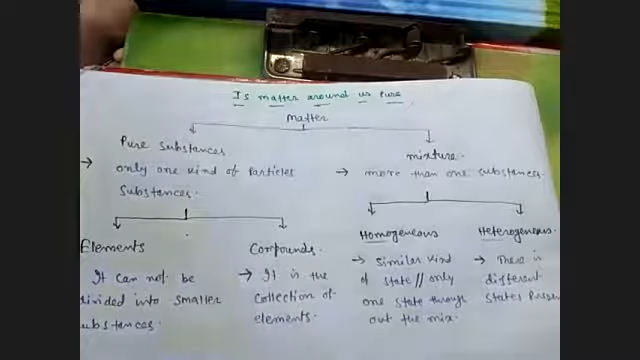 Is matter around us Pure
matter
Pure Substances
→ only one kind of Particles
Substances.
mixture.
→ more than one substances.
Elements
It can not be
divided into smaller
substances.
Compounds.
→ It is the
collection of
elements.
Homogeneous
→ Similar kind
of state // only
one state through
out the mix.
Heterogeneous
→ There is
different
States Present